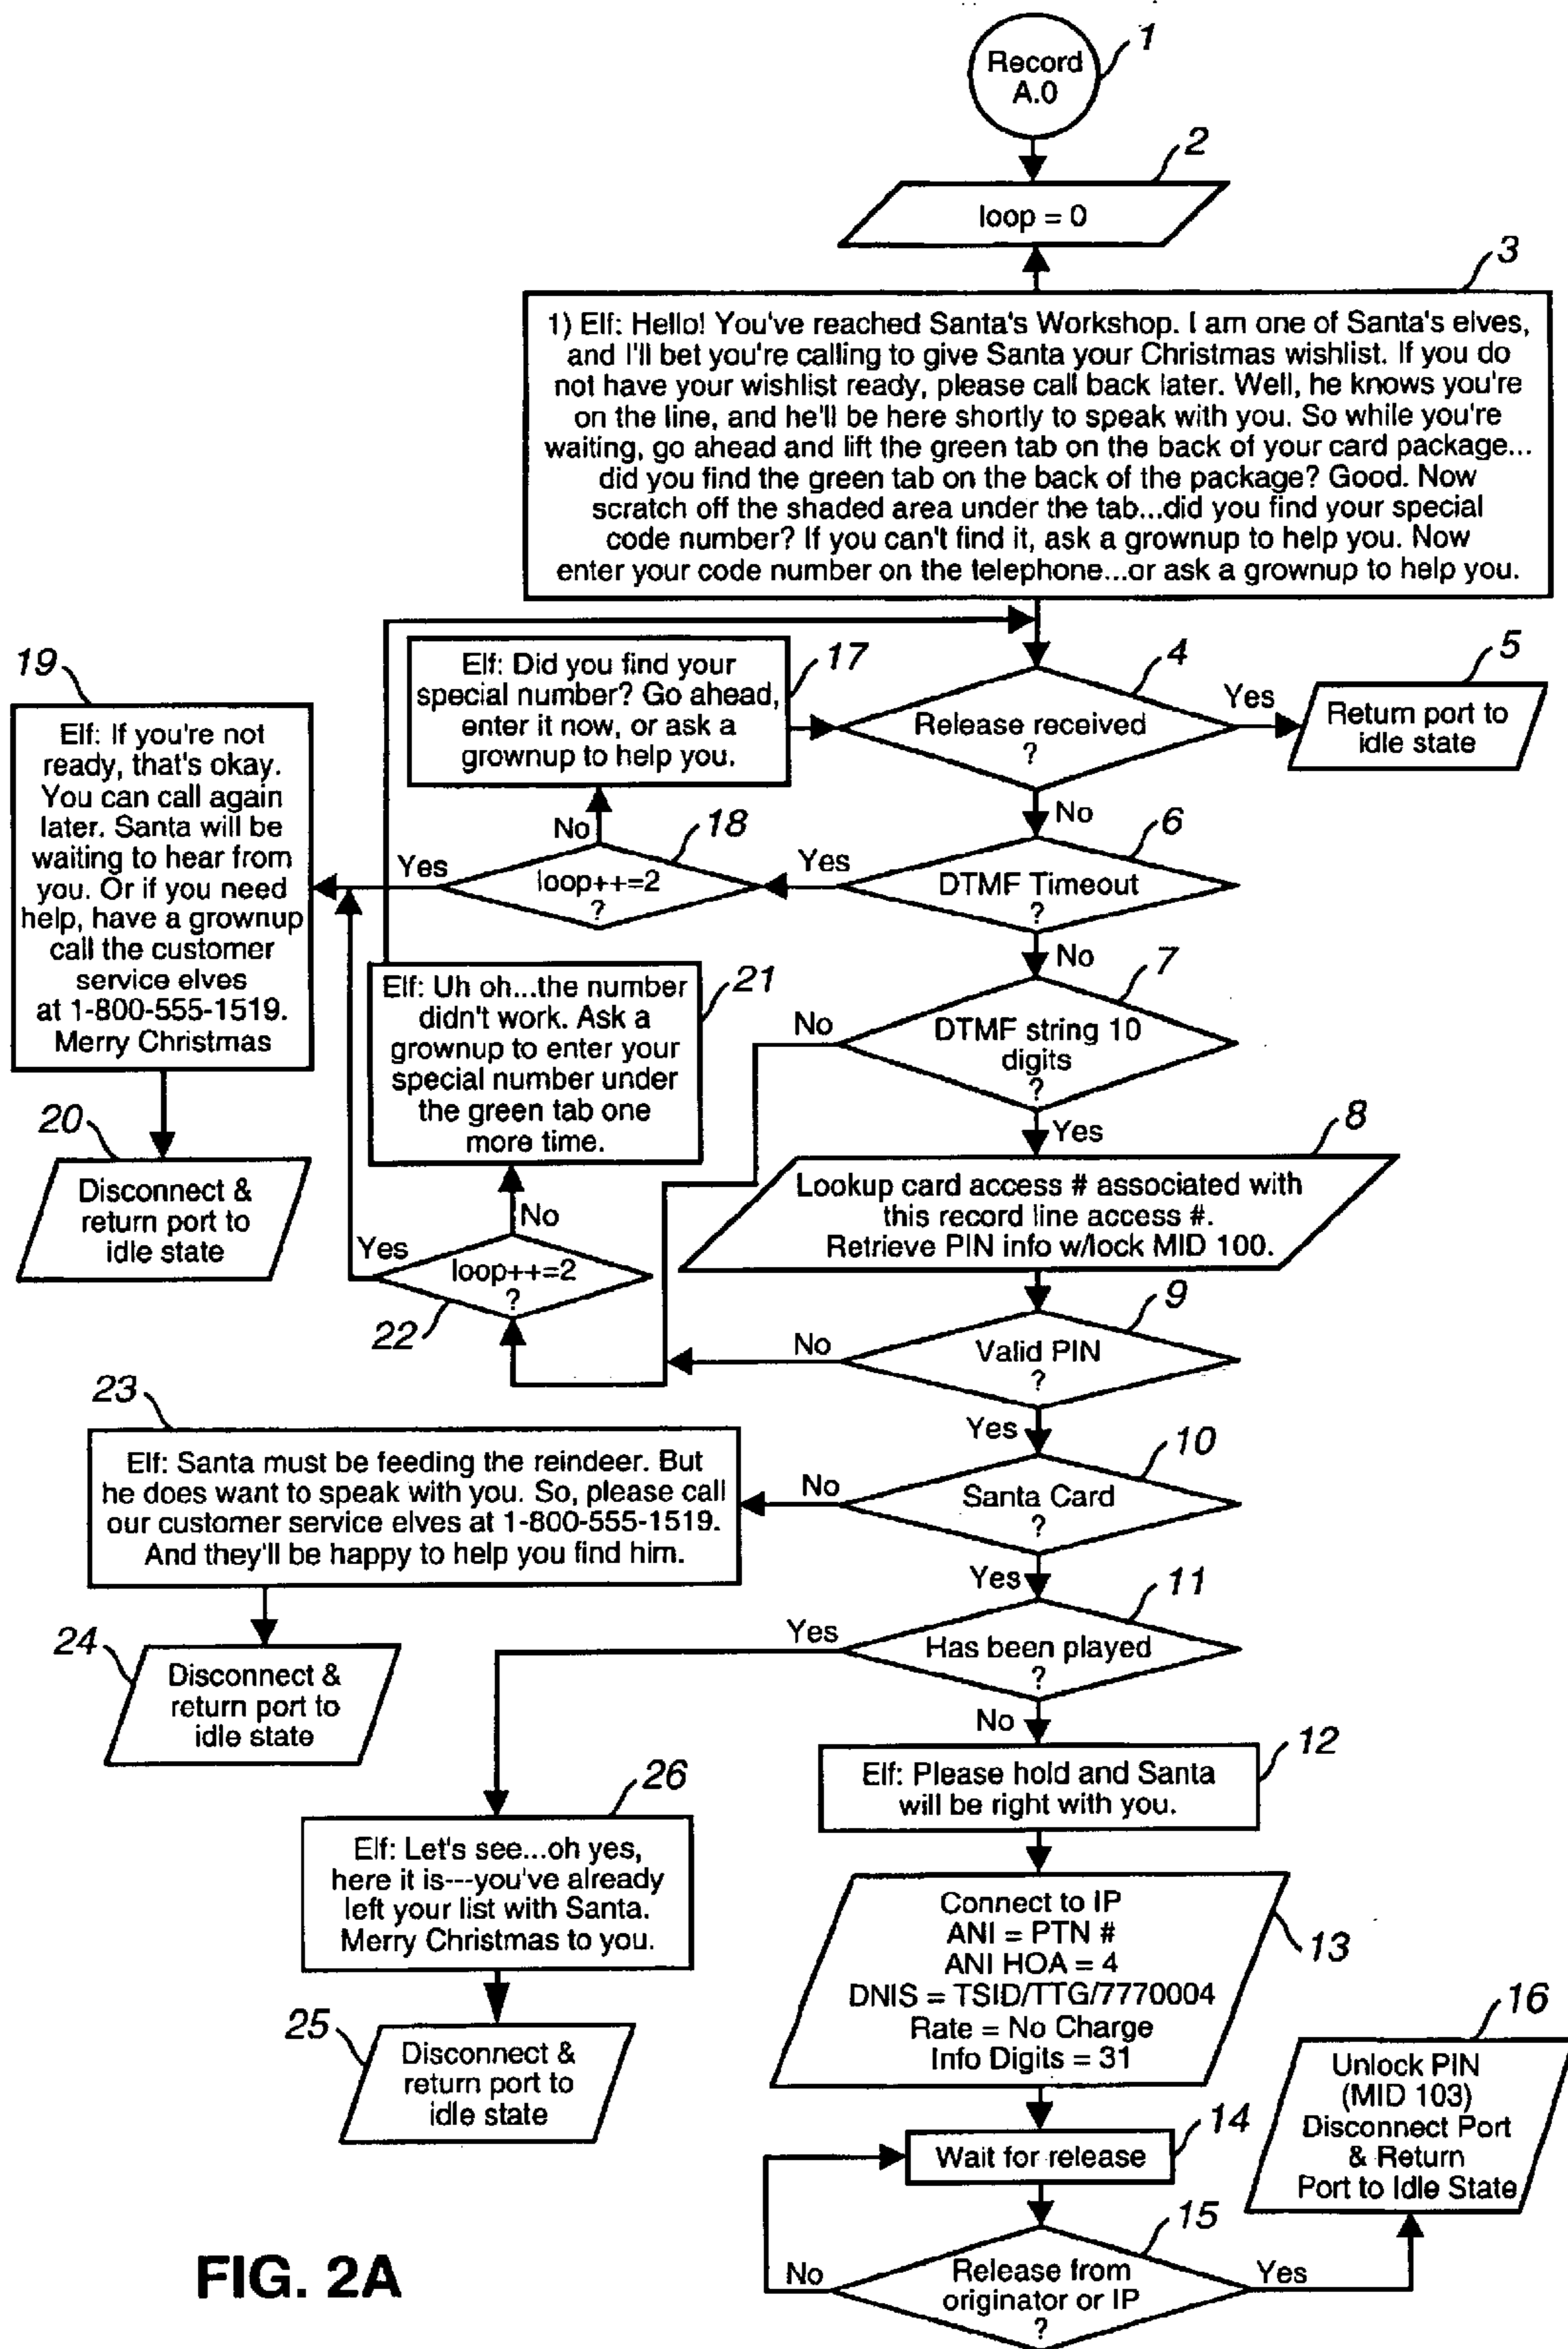 1
Record
A.0
2
loop = 0
3
1) Elf: Hello! You've reached Santa's Workshop. I am one of Santa's elves,
and I'll bet you're calling to give Santa your Christmas wishlist. If you do
not have your wishlist ready, please call back later. Well, he knows you're
on the line, and he'll be here shortly to speak with you. So while you're
waiting, go ahead and lift the green tab on the back of your card package...
did you find the green tab on the back of the package? Good. Now
scratch off the shaded area under the tab...did you find your special
code number? If you can't find it, ask a grownup to help you. Now
enter your code number on the telephone...or ask a grownup to help you.
17
Elf: Did you find your
special number? Go ahead,
enter it now, or ask a
grownup to help you.
4
Release received
?
Yes
5
Return port to
idle state
No
19
Elf: If you're not
ready, that's okay.
You can call again
later. Santa will be
waiting to hear from
you. Or if you need
help, have a grownup
call the customer
service elves
at 1-800-555-1519.
Merry Christmas
Yes
No
18
loop++=2
?
Yes
6
DTMF Timeout
?
No
21
Elf: Uh oh...the number
didn't work. Ask a
grownup to enter your
special number under
the green tab one
more time.
No
7
DTMF string 10
digits
?
Yes
20
Disconnect &
return port to
idle state
No
Yes
loop++=2
?
22
8
Lookup card access # associated with
this record line access #.
Retrieve PIN info w/lock MID 100.
9
No
Valid PIN
?
Yes
23
Elf: Santa must be feeding the reindeer. But
he does want to speak with you. So, please call
our customer service elves at 1-800-555-1519.
And they'll be happy to help you find him.
No
10
Santa Card
?
Yes
24
Disconnect &
return port to
idle state
Yes
11
Has been played
?
No
26
Elf: Let's see...oh yes,
here it is---you've already
left your list with Santa.
Merry Christmas to you.
12
Elf: Please hold and Santa
will be right with you.
25
Disconnect &
return port to
idle state
13
Connect to IP
ANI = PTN #
ANI HOA = 4
DNIS = TSID/TTG/7770004
Rate = No Charge
Info Digits = 31
14
Wait for release
16
Unlock PIN
(MID 103)
Disconnect Port
& Return
Port to Idle State
15
No
Release from
originator or IP
?
Yes
FIG. 2A